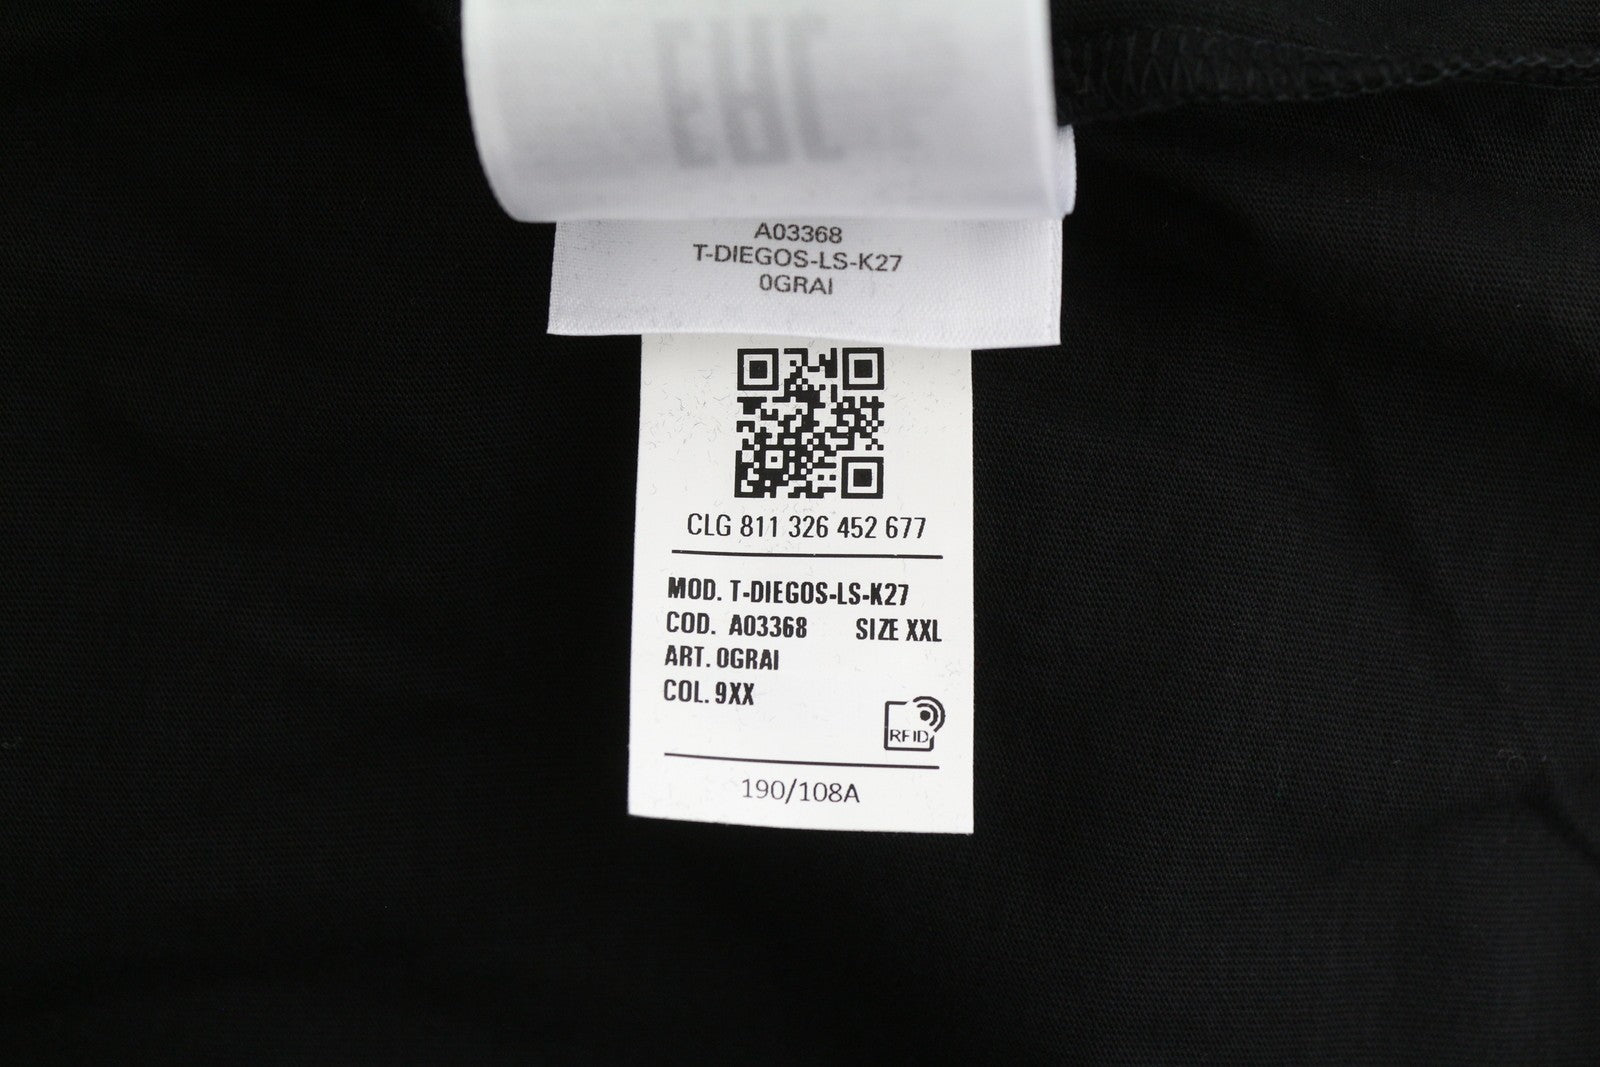 EAC
A03368
T-DIEGOS-LS-K27
0GRAI
CLG 811 326 452 677
MOD. T-DIEGOS-LS-K27
COD. A03368 SIZE XXL
ART. 0GRAI
COL. 9XX
RFID
190/108A